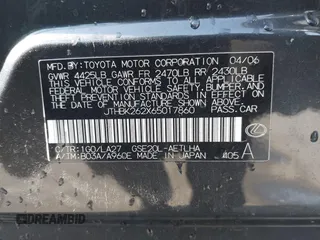 MFD.BY:TOYOTA MOTOR CORPORATION 04/06
GVWR 4425LB GAWR FR 2470LB RR 2430LB
THIS VEHICLE CONFORMS TO ALL APPLICABLE
FEDERAL MOTOR VEHICLE SAFETY, BUMPER, AND
THEFT PREVENTION STANDARDS IN EFFECT ON
THE DATE OF MANUFACTURE SHOWN ABOVE.
JTHBK262X65017860 PASS.CAR
C/TR:1G0/LA27 GSE20L-AETLHA
A/TM:B03A/A960E MADE IN JAPAN 405 A
DREAMBID